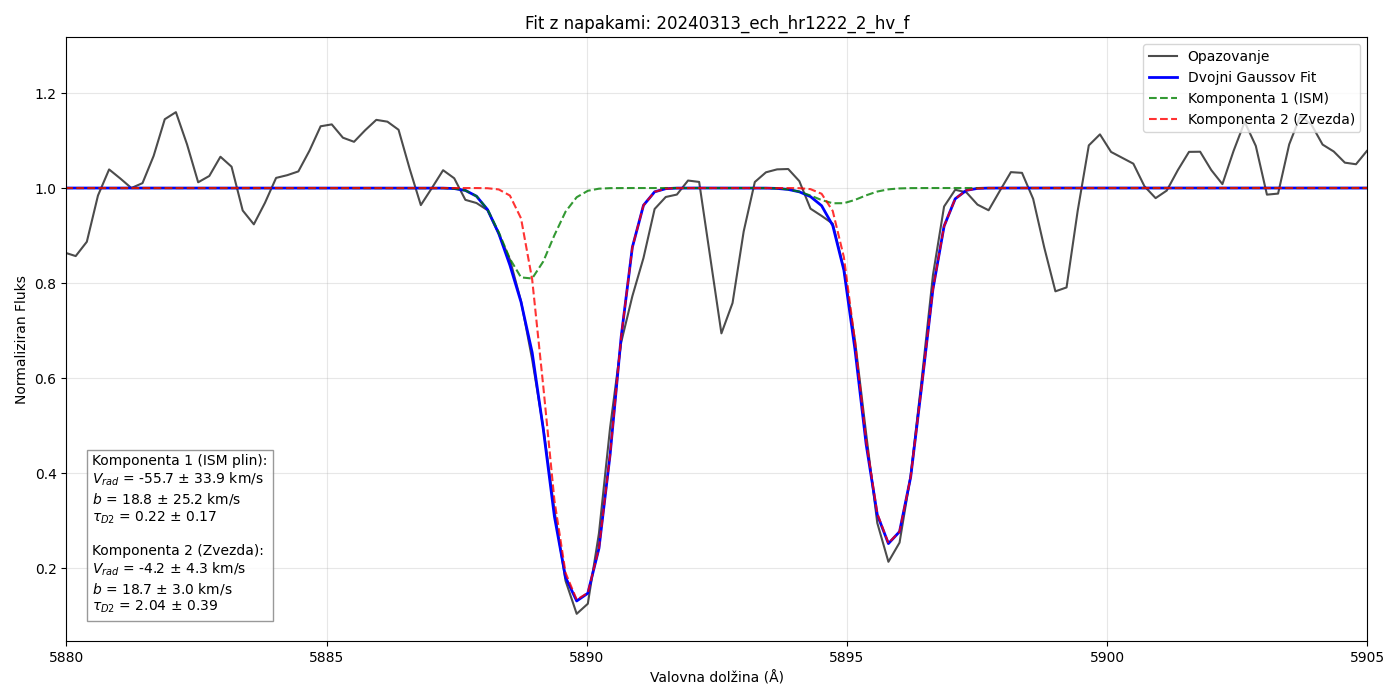 Fit z napakami: 20240313_ech_hr1222_2_hv_f
Opazovanje
Dvojni Gaussov Fit
Komponenta 1 (ISM)
Komponenta 2 (Zvezda)
Normaliziran Fluks
1.2
1.0
0.8
0.6
0.4
0.2
Komponenta 1 (ISM plin):
V_rad = -55.7 ± 33.9 km/s
b = 18.8 ± 25.2 km/s
τ_D2 = 0.22 ± 0.17
Komponenta 2 (Zvezda):
V_rad = -4.2 ± 4.3 km/s
b = 18.7 ± 3.0 km/s
τ_D2 = 2.04 ± 0.39
5880 5885 5890 5895 5900 5905
Valovna dolžina (Å)